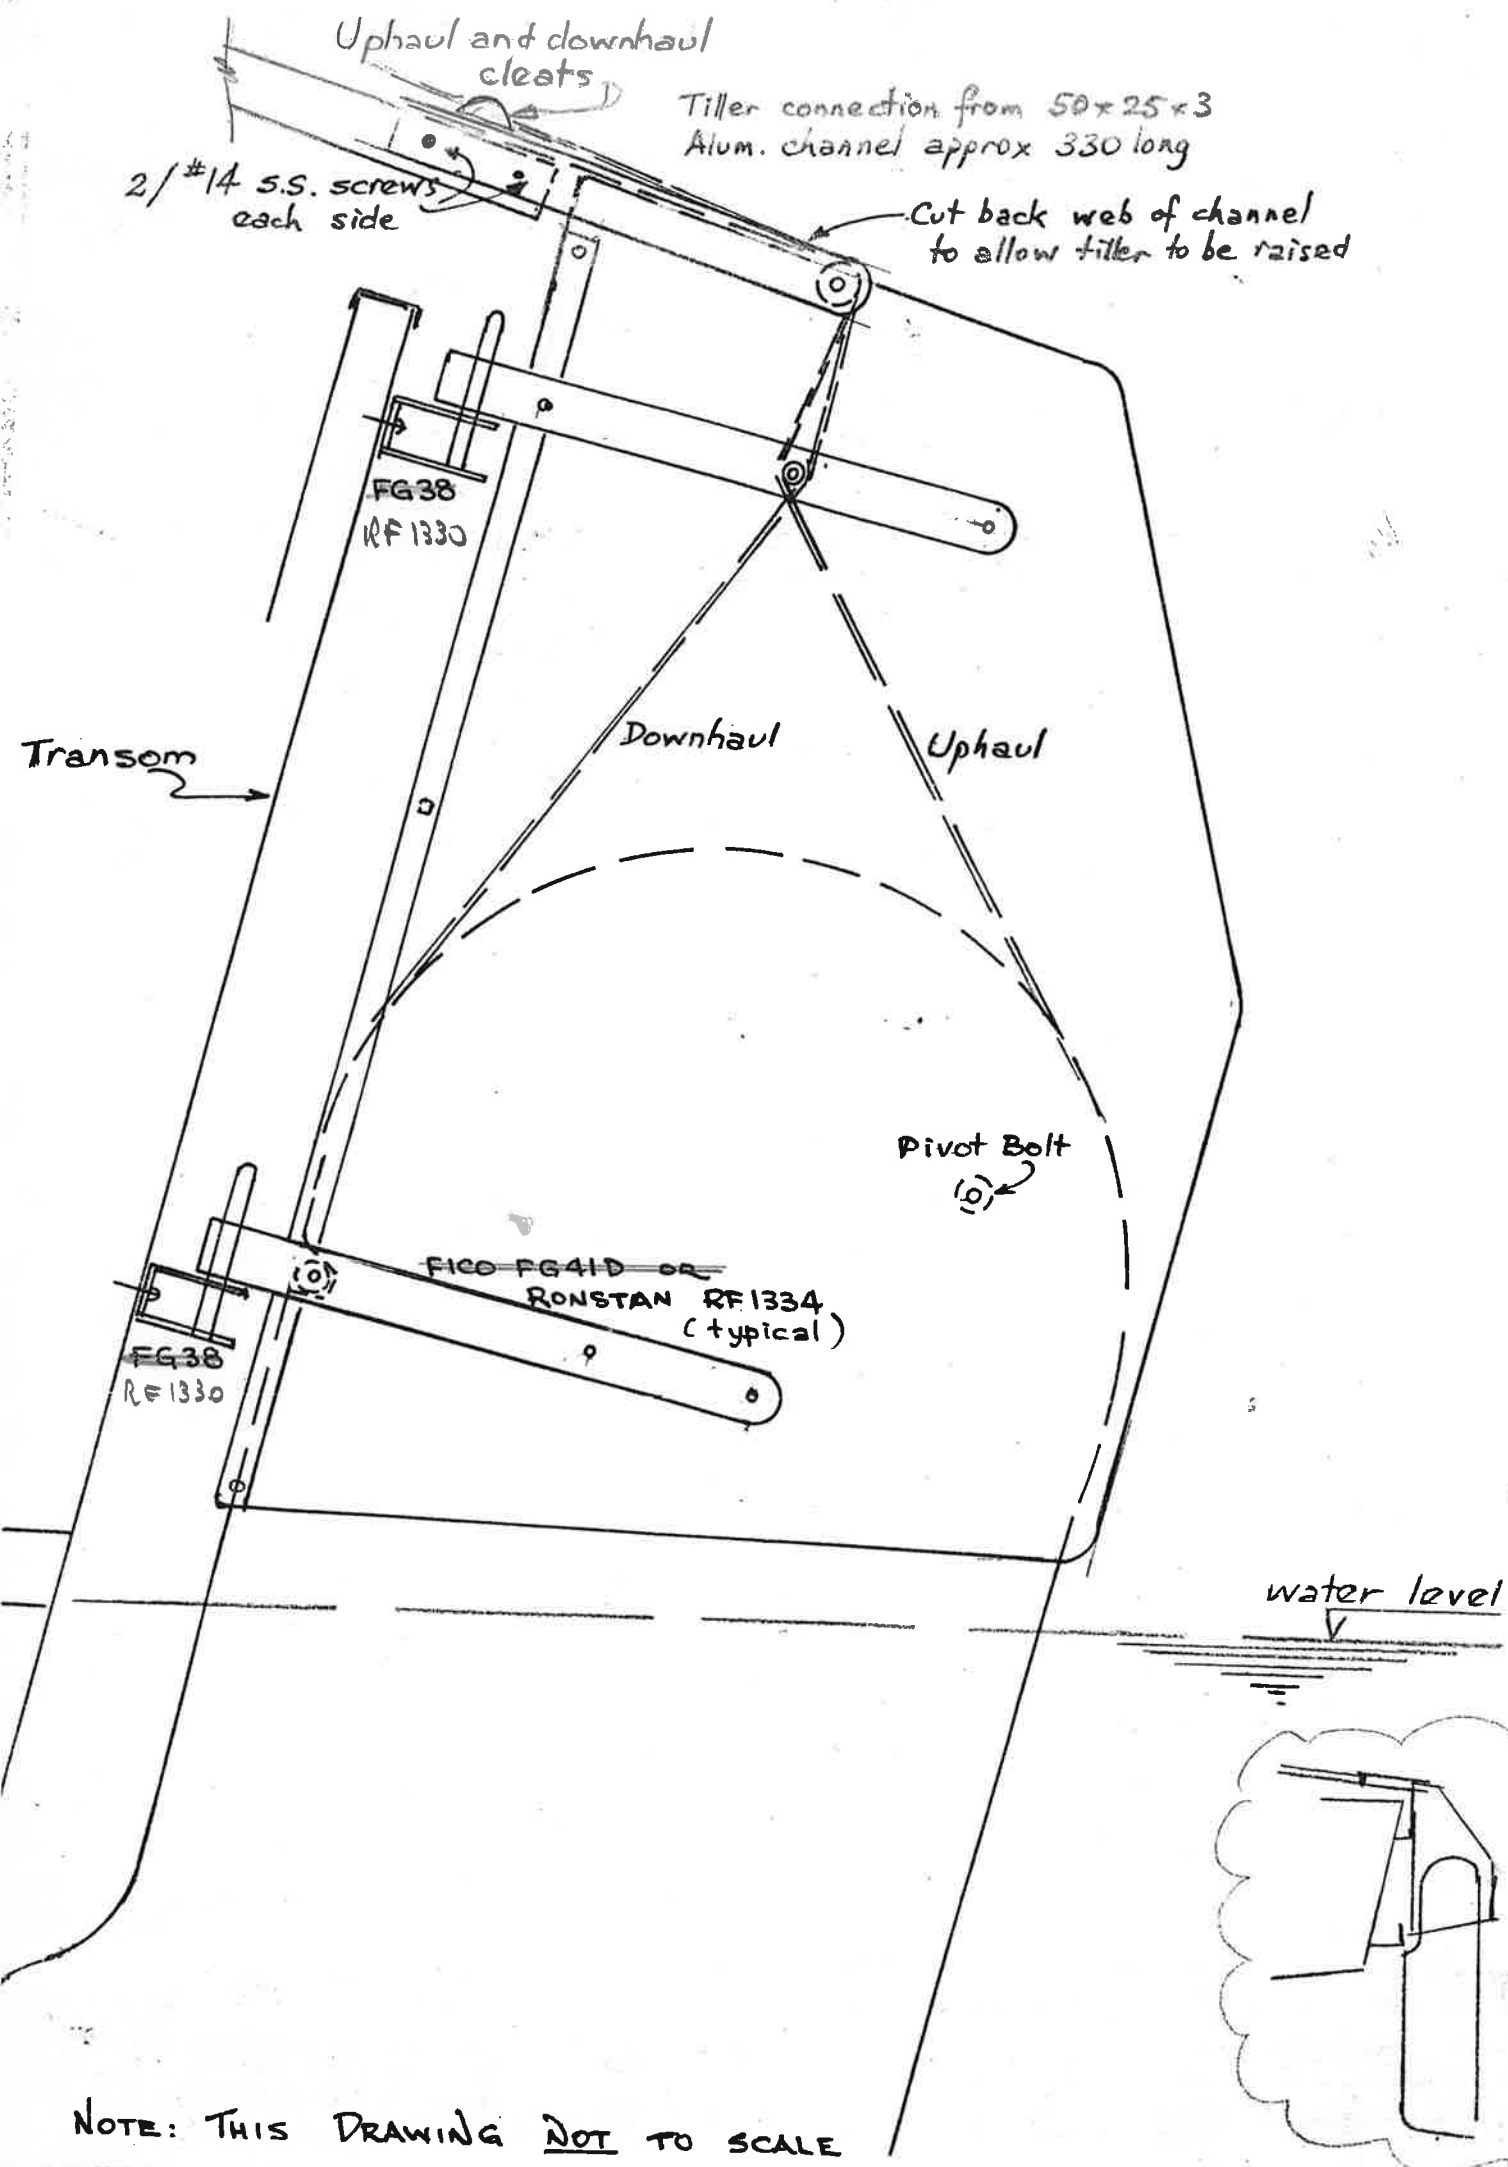 Uphaul and downhaul
cleats
Tiller connection from 50 x 25 x 3
Alum. channel approx 330 long
2/#14 s.s. screws
each side
Cut back web of channel
to allow tiller to be raised
FG38
RF1330
Transom
Downhaul
Uphaul
Pivot Bolt
FICO FG41D OR
RONSTAN RF1334
(typical)
FG38
RF1330
water level
NOTE: THIS DRAWING NOT TO SCALE